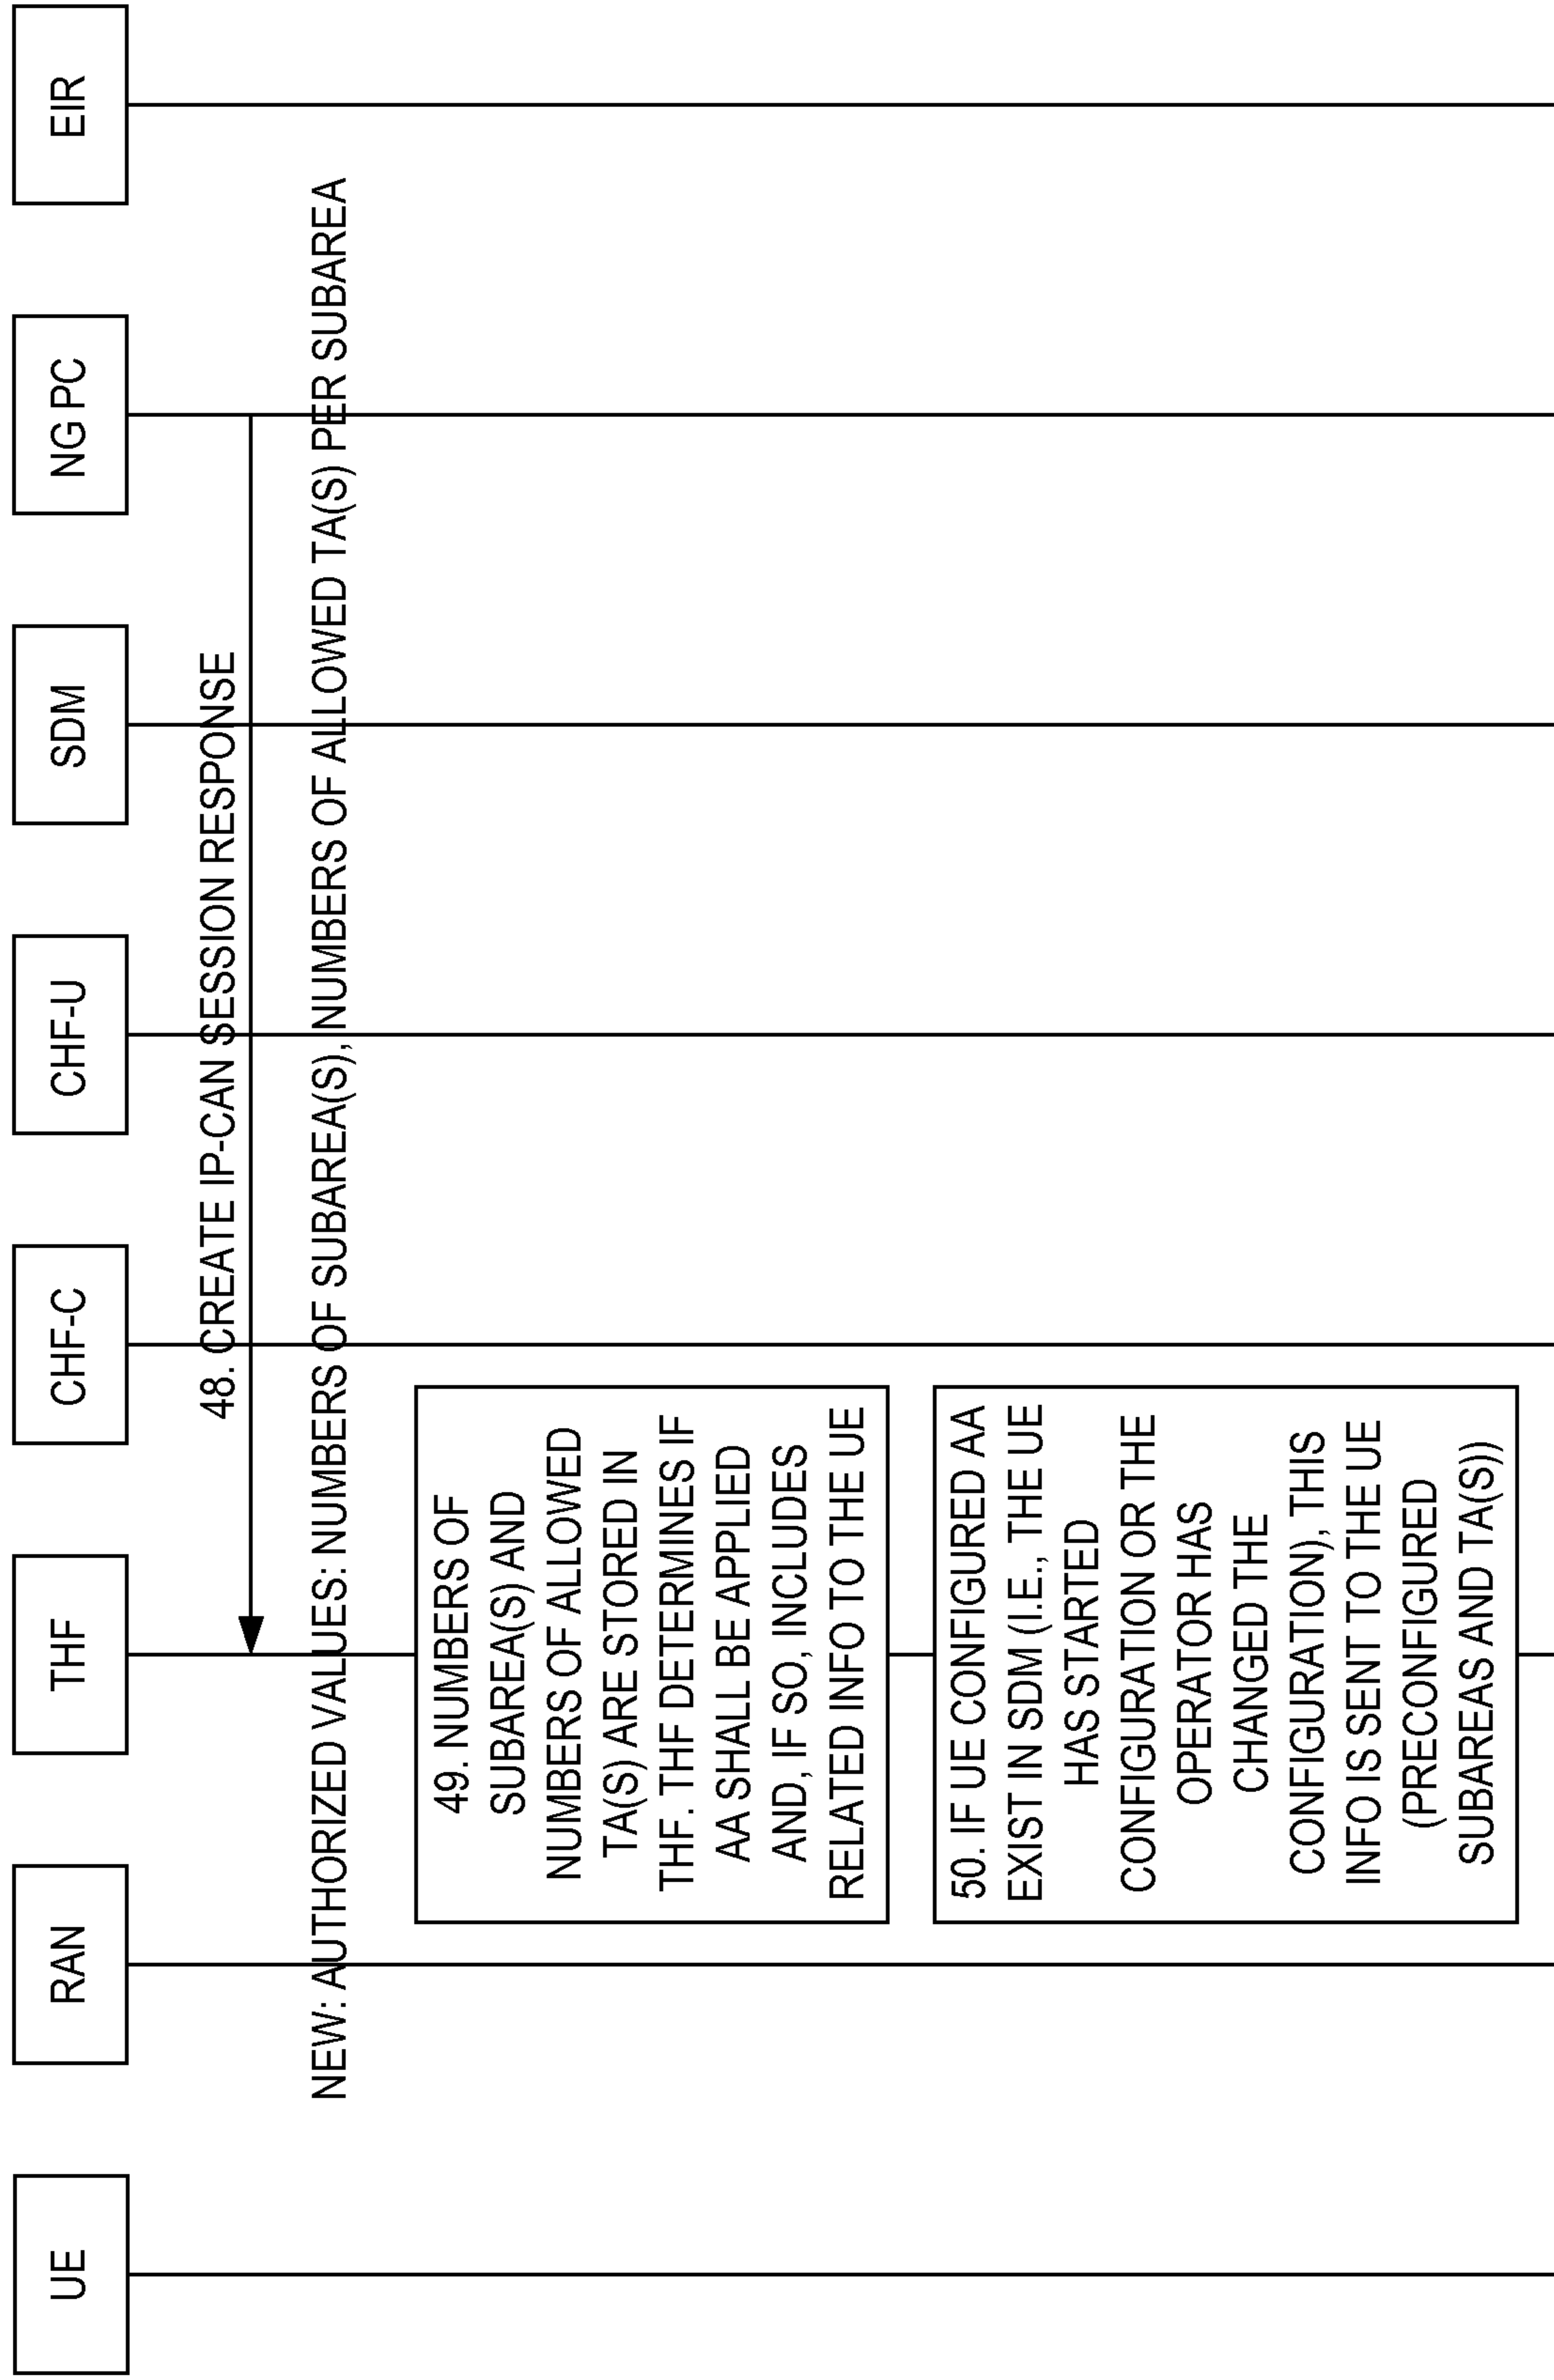 UE
RAN
THF
CHF-C
CHF-U
SDM
NG PC
EIR
48. CREATE IP-CAN SESSION RESPONSE
NEW: AUTHORIZED VALUES: NUMBERS OF SUBAREA(S), NUMBERS OF ALLOWED TA(S) PER SUBAREA
49. NUMBERS OF
SUBAREA(S) AND
NUMBERS OF ALLOWED
TA(S) ARE STORED IN
THF. THF DETERMINES IF
AA SHALL BE APPLIED
AND, IF SO, INCLUDES
RELATED INFO TO THE UE
50. IF UE CONFIGURED AA
EXIST IN SDM (I.E., THE UE
HAS STARTED
CONFIGURATION OR THE
OPERATOR HAS
CHANGED THE
CONFIGURATION), THIS
INFO IS SENT TO THE UE
(PRECONFIGURED
SUBAREAS AND TA(S))